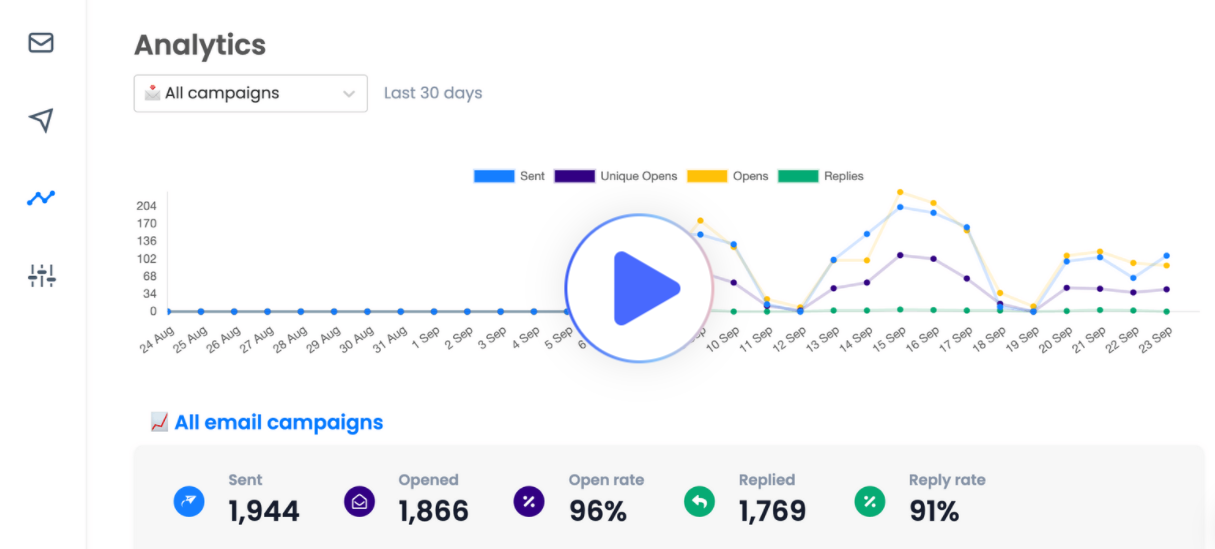 Analytics
All campaigns
Last 30 days
Sent Unique Opens Opens Replies
204
170
136
102
68
34
0
24 Aug 25 Aug 26 Aug 27 Aug 28 Aug 29 Aug 30 Aug 31 Aug 1 Sep 2 Sep 3 Sep 4 Sep 5 Sep 10 Sep 11 Sep 12 Sep 13 Sep 14 Sep 15 Sep 16 Sep 17 Sep 18 Sep 19 Sep 20 Sep 21 Sep 22 Sep 23 Sep
All email campaigns
Sent Opened Open rate Replied Reply rate
1,944 1,866 96% 1,769 91%